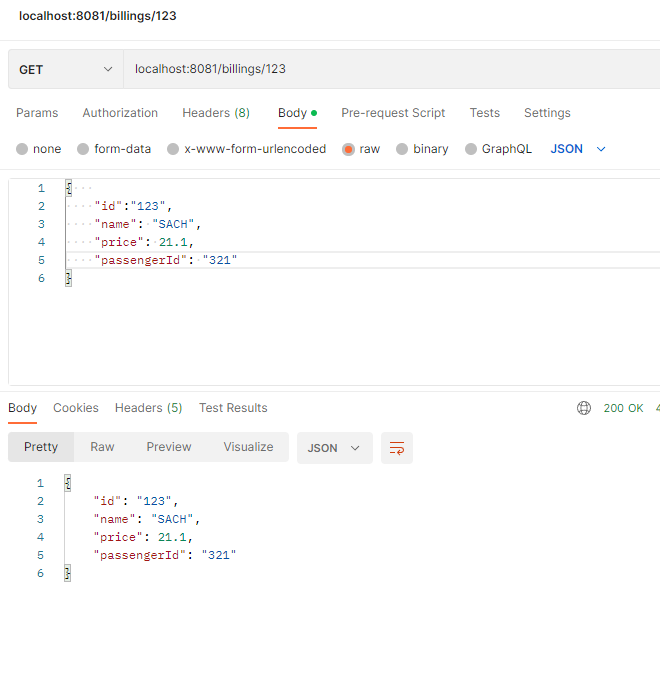 localhost:8081/billings/123
GET localhost:8081/billings/123
Params Authorization Headers (8) Body Pre-request Script Tests Settings
none form-data x-www-form-urlencoded raw binary GraphQL JSON
1 {
2 "id":"123",
3 "name": "SACH",
4 "price": 21.1,
5 "passengerId": "321"
6 }
Body Cookies Headers (5) Test Results 200 OK
Pretty Raw Preview Visualize JSON
1 {
2 "id": "123",
3 "name": "SACH",
4 "price": 21.1,
5 "passengerId": "321"
6 }